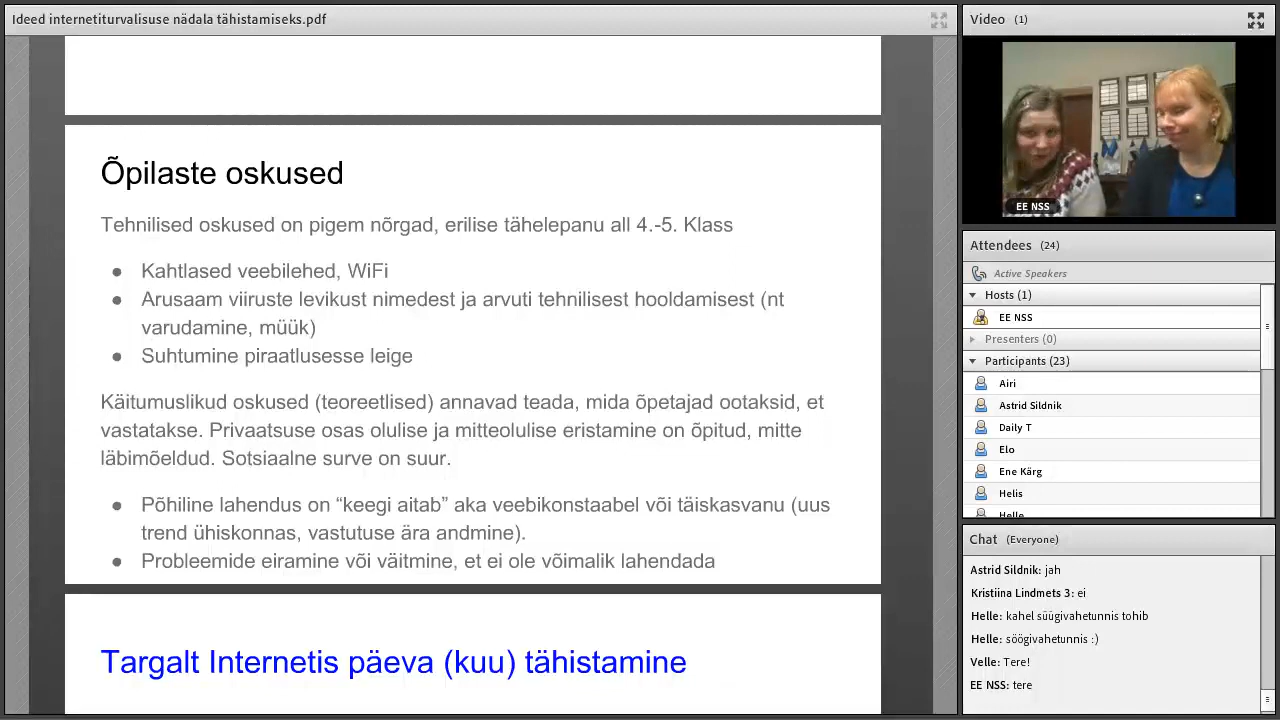 Ideed internetiturvalisuse nädala tähistamiseks.pdf
Õpilaste oskused
Tehnilised oskused on pigem nõrgad, erilise tähelepanu all 4.-5. Klass
● Kahtlased veebilehed, WiFi
● Arusaam viiruste levikust nimedest ja arvuti tehnilisest hooldamisest (nt
varudamine, müük)
● Suhtumine piraatlusesse leige
Käitumuslikud oskused (teoreetlised) annavad teada, mida õpetajad ootaksid, et
vastatakse. Privaatsuse osas olulise ja mitteolulise eristamine on õpitud, mitte
läbimõeldud. Sotsiaalne surve on suur.
● Põhiline lahendus on “keegi aitab” aka veebikonstaabel või täiskasvanu (uus
trend ühiskonnas, vastutuse ära andmine).
● Probleemide eiramine või väitmine, et ei ole võimalik lahendada
Targalt Internetis päeva (kuu) tähistamine
Video (1)
EE NSS
Attendees (24)
Active Speakers
Hosts (1)
EE NSS
Presenters (0)
Participants (23)
Airi
Astrid Sildnik
Daily T
Elo
Ene Kärg
Helis
Helle
Chat (Everyone)
Astrid Sildnik: jah
Kristiina Lindmets 3: ei
Helle: kahel süügivahetunnis tohib
Helle: söögivahetunnis :)
Velle: Tere!
EE NSS: tere